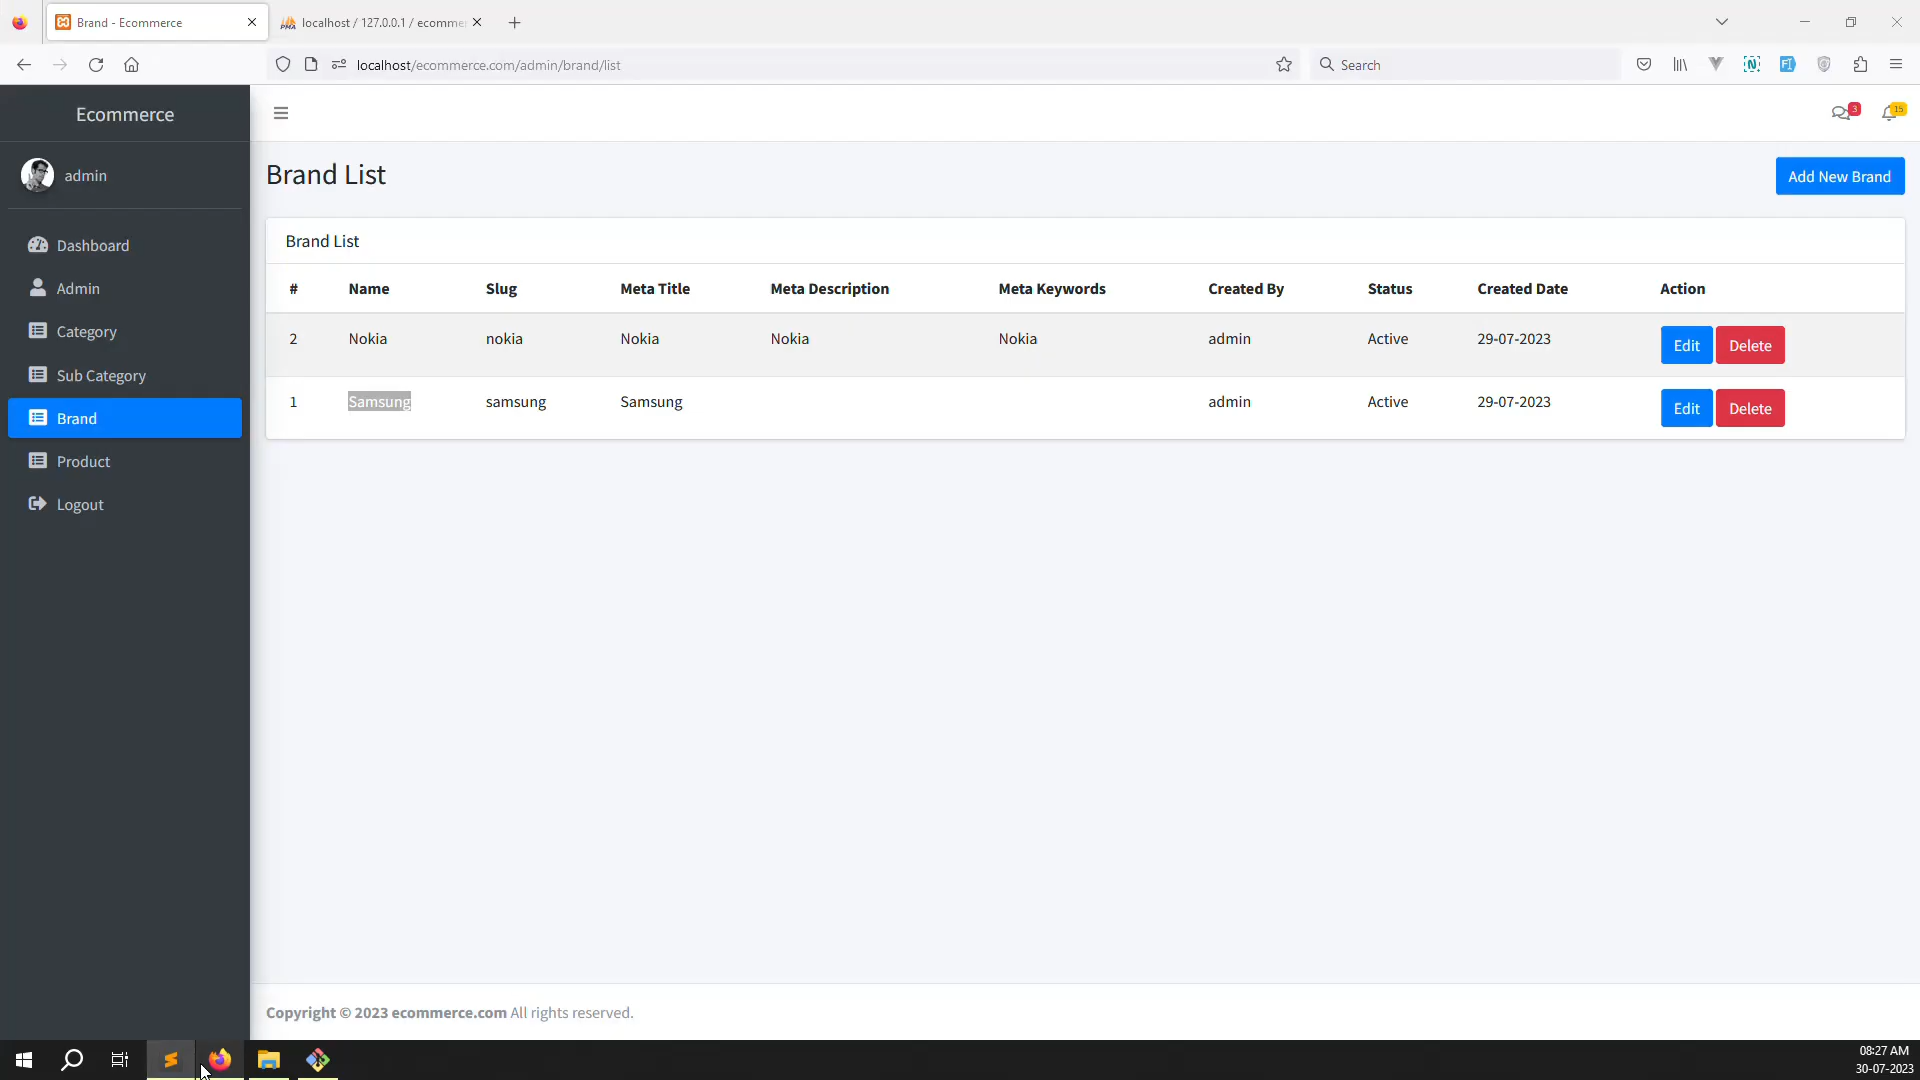 Brand - Ecommerce
localhost / 127.0.0.1 / ecomme
localhost/ecommerce.com/admin/brand/list
Search
Ecommerce
3
15
admin
Brand List
Add New Brand
Dashboard
Admin
Category
Sub Category
Brand
Product
Logout
Brand List
# Name Slug Meta Title Meta Description Meta Keywords Created By Status Created Date Action
2 Nokia nokia Nokia Nokia Nokia admin Active 29-07-2023 Edit Delete
1 Samsung samsung Samsung admin Active 29-07-2023 Edit Delete
Copyright © 2023 ecommerce.com All rights reserved.
08:27 AM
30-07-2023